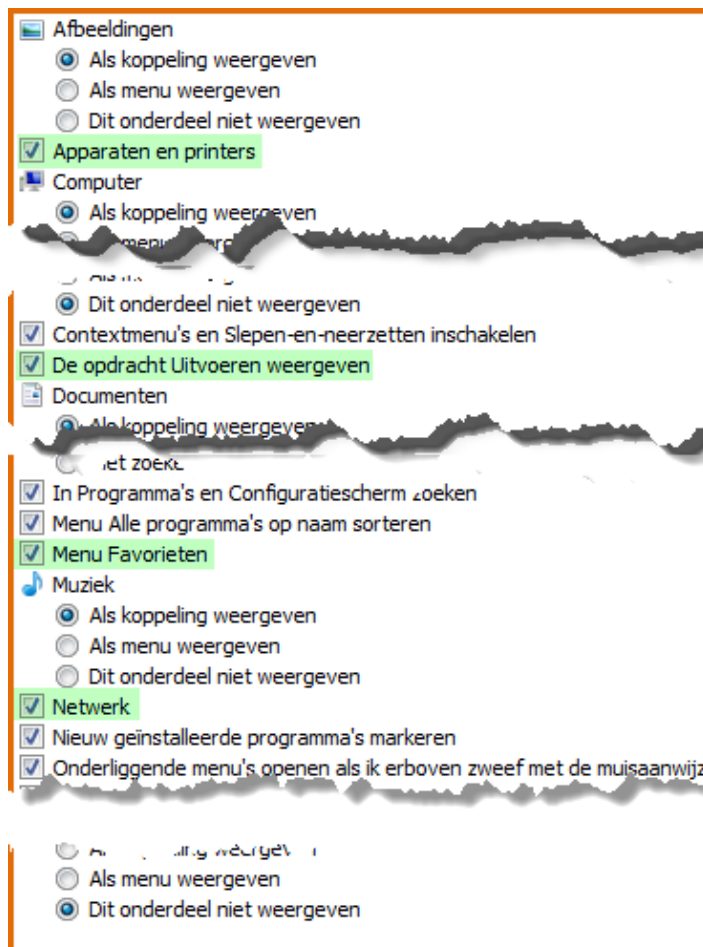 Afbeeldingen
Als koppeling weergeven
Als menu weergeven
Dit onderdeel niet weergeven
Apparaten en printers
Computer
Als koppeling weergeven
Dit onderdeel niet weergeven
Contextmenu's en Slepen-en-neerzetten inschakelen
De opdracht Uitvoeren weergeven
Documenten
Als koppeling weergeven
zoeke
In Programma's en Configuratiescherm zoeken
Menu Alle programma's op naam sorteren
Menu Favorieten
Muziek
Als koppeling weergeven
Als menu weergeven
Dit onderdeel niet weergeven
Netwerk
Nieuw geïnstalleerde programma's markeren
Onderliggende menu's openen als ik erboven zweef met de muisaanwijz
Als menu weergeven
Dit onderdeel niet weergeven